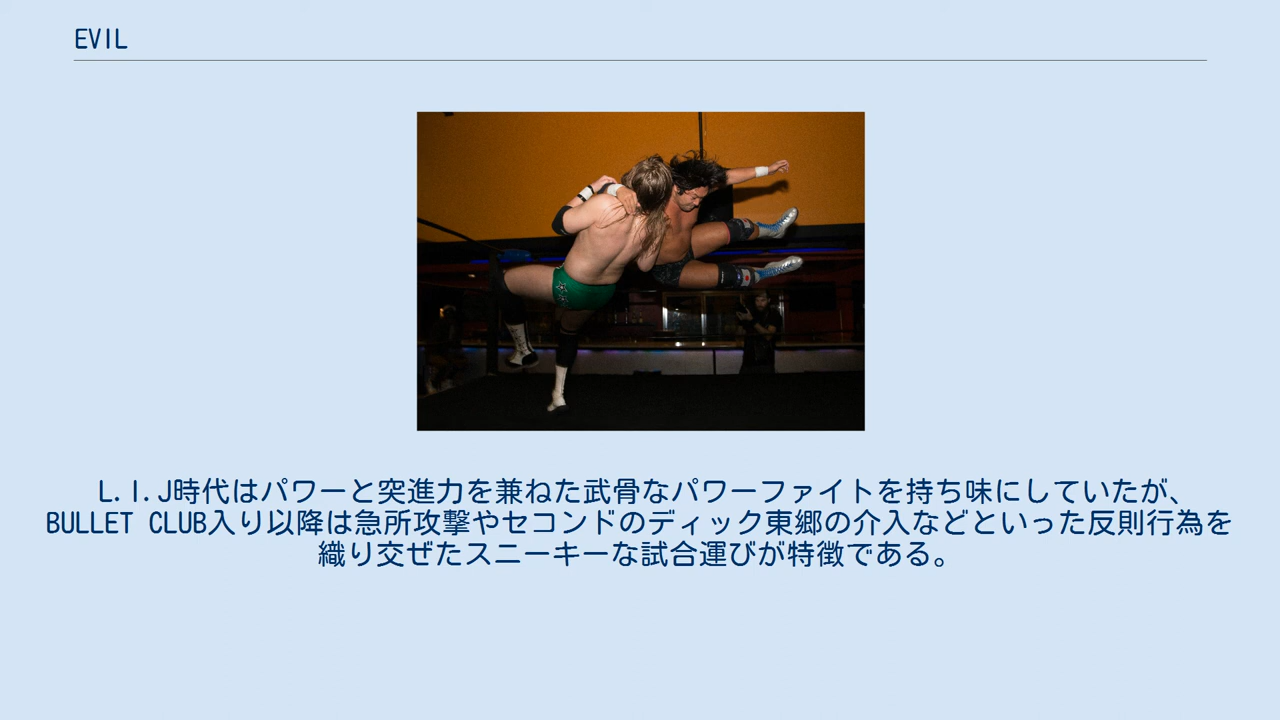 EVIL
L.I.J時代はパワーと突進力を兼ねた武骨なパワーファイトを持ち味にしていたが、
BULLET CLUB入り以降は急所攻撃やセコンドのディック東郷の介入などといった反則行為を
織り交ぜたスニーキーな試合運びが特徴である。